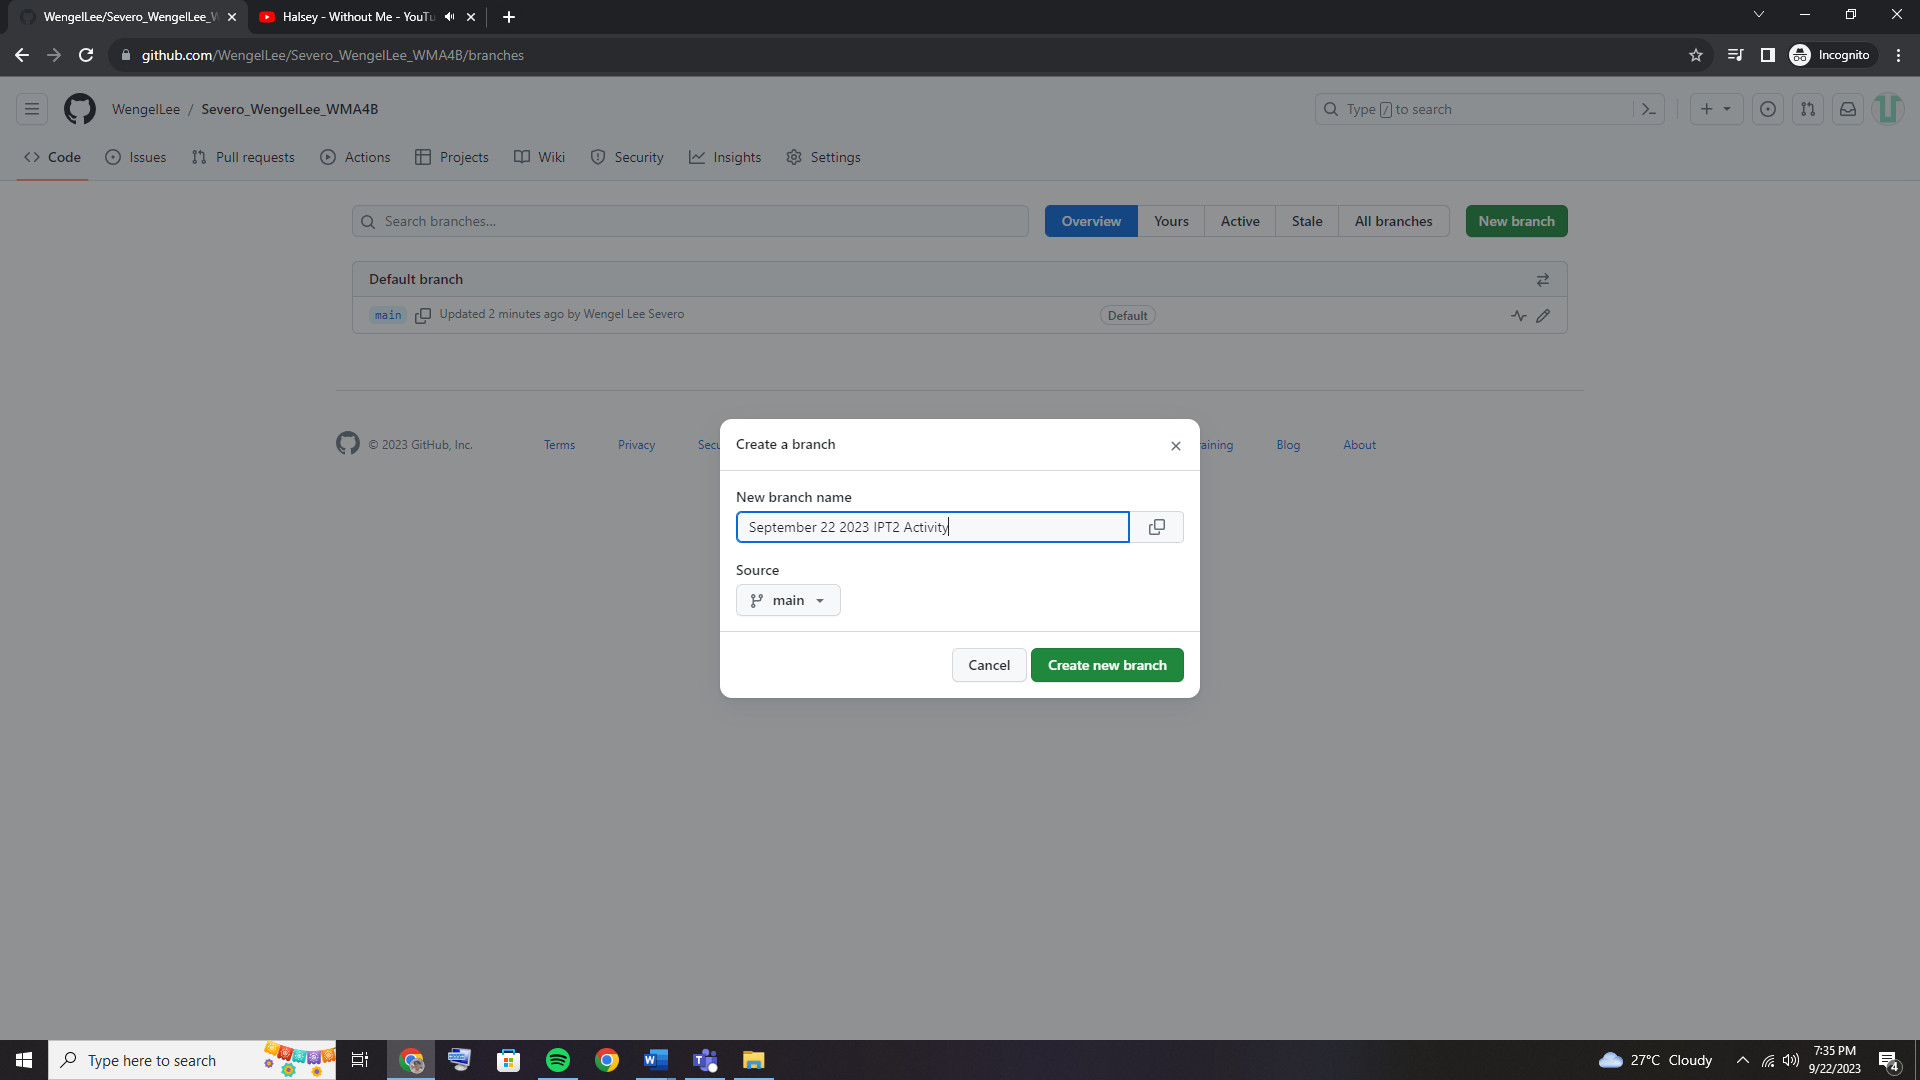 WengelLee/Severo_WengelLee_W
Halsey - Without Me - YouTu
github.com/WengelLee/Severo_WengelLee_WMA4B/branches
Incognito
WengelLee / Severo_WengelLee_WMA4B
Type / to search
Code
Issues
Pull requests
Actions
Projects
Wiki
Security
Insights
Settings
Search branches...
Overview
Yours
Active
Stale
All branches
New branch
Default branch
main
Updated 2 minutes ago by Wengel Lee Severo
Default
Create a branch
New branch name
September 22 2023 IPT2 Activity
Source
main
Cancel
Create new branch
© 2023 GitHub, Inc.
Terms
Privacy
Secu
aining
Blog
About
Type here to search
27°C Cloudy
7:35 PM
9/22/2023
4